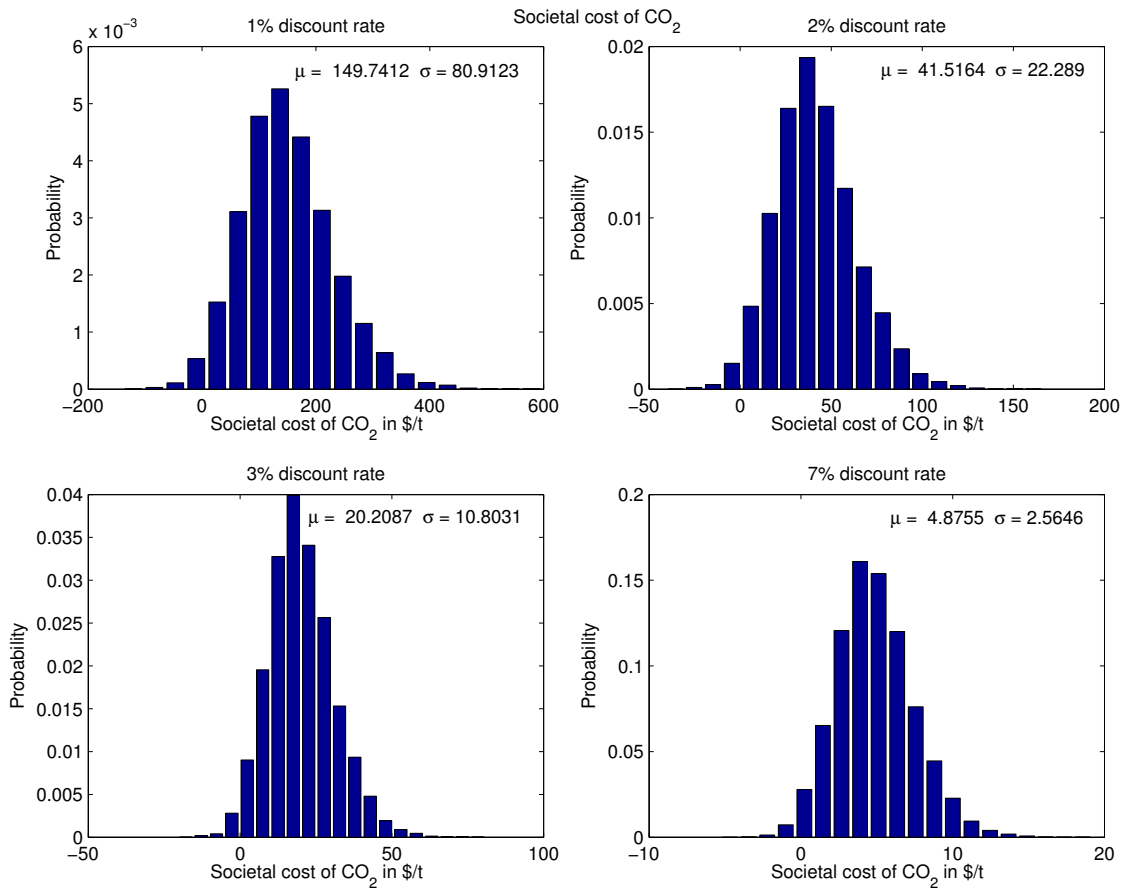 Societal cost of CO2
1% discount rate
x 10−3
μ = 149.7412 σ = 80.9123
6
5
4
3
2
1
0
Probability
−200 0 200 400 600
Societal cost of CO2 in $/t
2% discount rate
μ = 41.5164 σ = 22.289
0.02
0.015
0.01
0.005
0
Probability
−50 0 50 100 150 200
Societal cost of CO2 in $/t
3% discount rate
μ = 20.2087 σ = 10.8031
0.04
0.035
0.03
0.025
0.02
0.015
0.01
0.005
0
Probability
−50 0 50 100
Societal cost of CO2 in $/t
7% discount rate
μ = 4.8755 σ = 2.5646
0.2
0.15
0.1
0.05
0
Probability
−10 0 10 20
Societal cost of CO2 in $/t